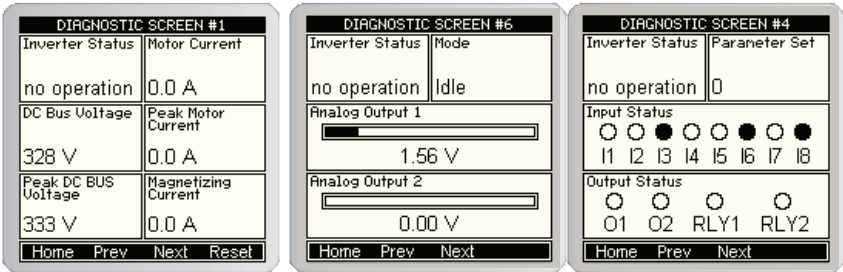 DIAGNOSTIC SCREEN #1
Inverter Status
Motor Current
no operation
0.0 A
DC Bus Voltage
Peak Motor
Current
328 V
0.0 A
Peak DC BUS
Voltage
Magnetizing
Current
333 V
0.0 A
Home Prev Next Reset
DIAGNOSTIC SCREEN #6
Inverter Status
Mode
no operation
Idle
Analog Output 1
1.56 V
Analog Output 2
0.00 V
Home Prev Next
DIAGNOSTIC SCREEN #4
Inverter Status
Parameter Set
no operation
0
Input Status
I1 I2 I3 I4 I5 I6 I7 I8
Output Status
O1 O2 RLY1 RLY2
Home Prev Next